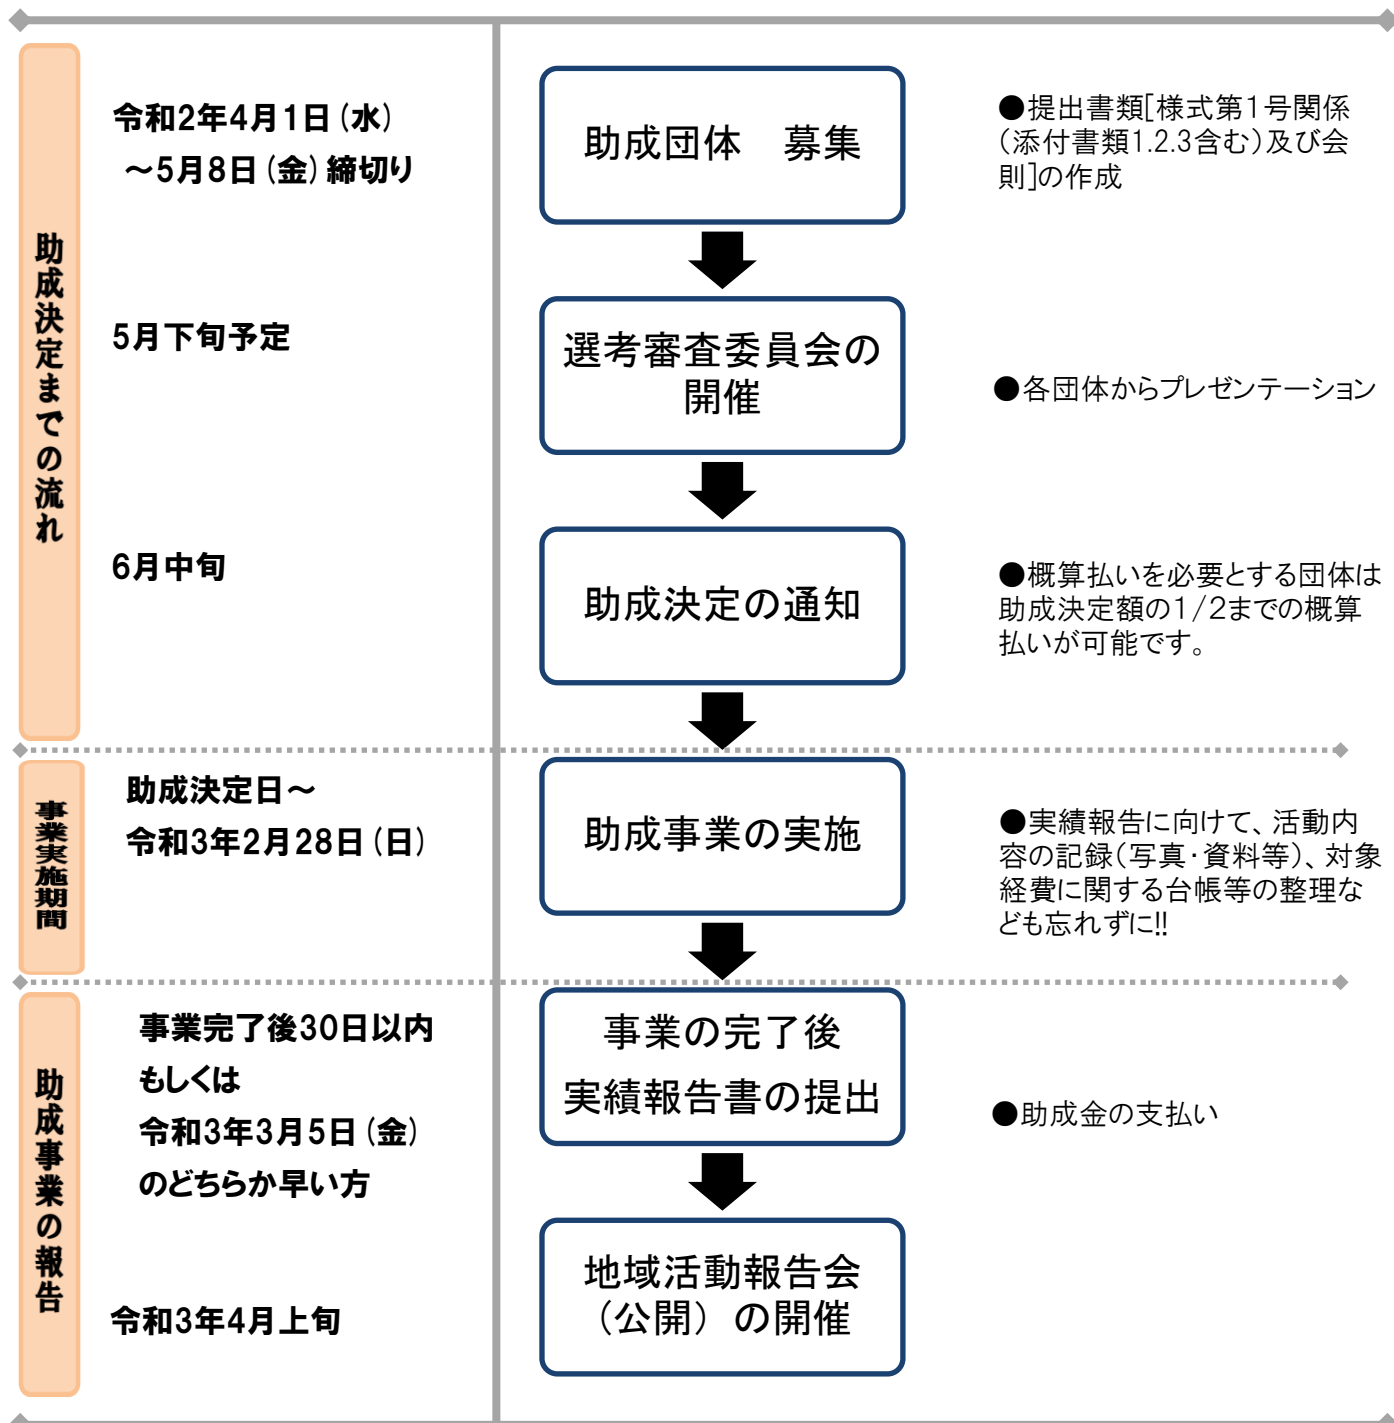 助成決定までの流れ
令和2年4月1日(水)
~5月8日(金)締切り
助成団体　募集
●提出書類[様式第1号関係
(添付書類1.2.3含む)及び会
則]の作成
5月下旬予定
選考審査委員会の
開催
●各団体からプレゼンテーション
6月中旬
助成決定の通知
●概算払いを必要とする団体は
助成決定額の1/2までの概算
払いが可能です。
事業実施期間
助成決定日~
令和3年2月28日(日)
助成事業の実施
●実績報告に向けて、活動内
容の記録(写真・資料等)、対象
経費に関する台帳等の整理な
ども忘れずに!!
助成事業の報告
事業完了後30日以内
もしくは
令和3年3月5日(金)
のどちらか早い方
事業の完了後
実績報告書の提出
●助成金の支払い
令和3年4月上旬
地域活動報告会
(公開)の開催